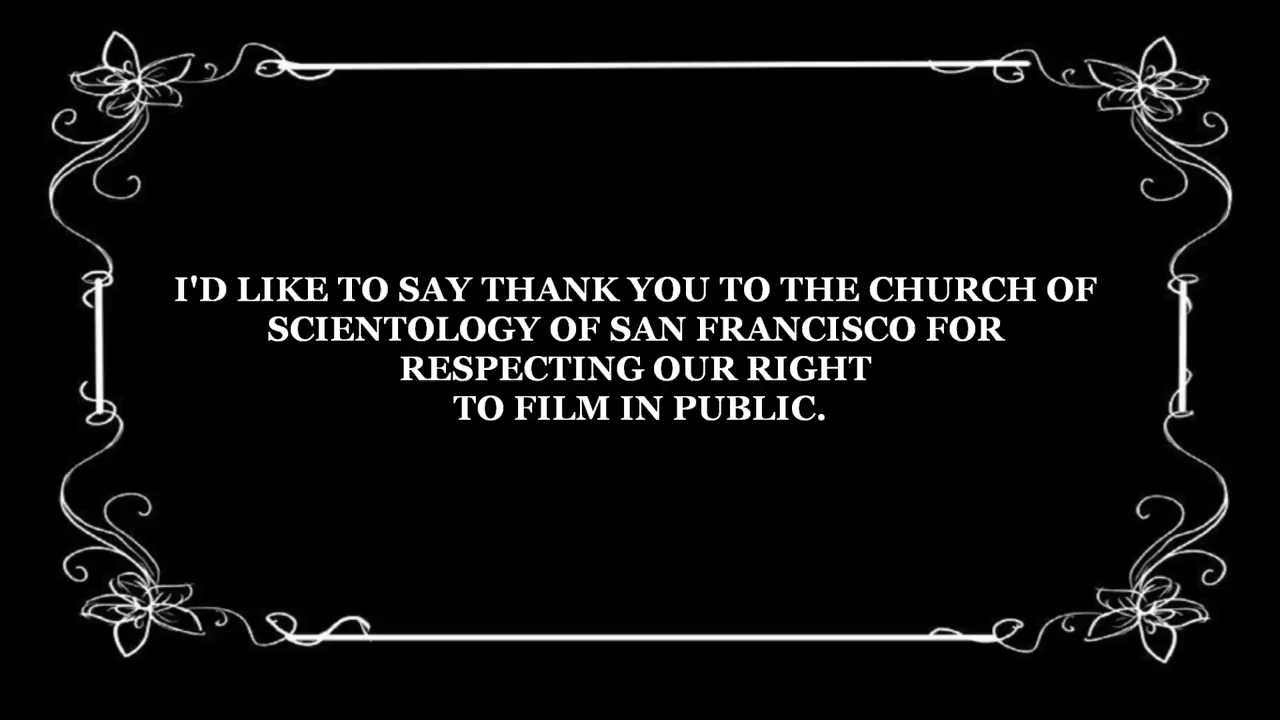 I'D LIKE TO SAY THANK YOU TO THE CHURCH OF
SCIENTOLOGY OF SAN FRANCISCO FOR
RESPECTING OUR RIGHT
TO FILM IN PUBLIC.